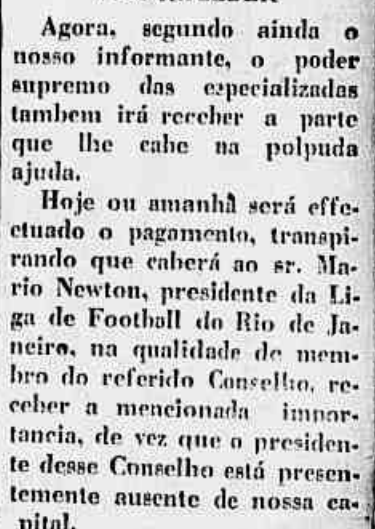 Agora, segundo ainda o
nosso informante, o poder
supremo das especializadas
tambem irá receber a parte
que lhe cabe na polpuda
ajuda.
Hoje ou amanhã será effe-
ctuado o pagamento, transpi-
rando que caberá ao sr. Ma-
rio Newton, presidente da Li-
ga de Football do Rio de Ja-
neiro, na qualidade de mem-
bro do referido Conselho, re-
ceber a mencionada impor-
tancia, de vez que o presiden-
te desse Conselho está presen-
temente ausente de nossa ca-
pital.